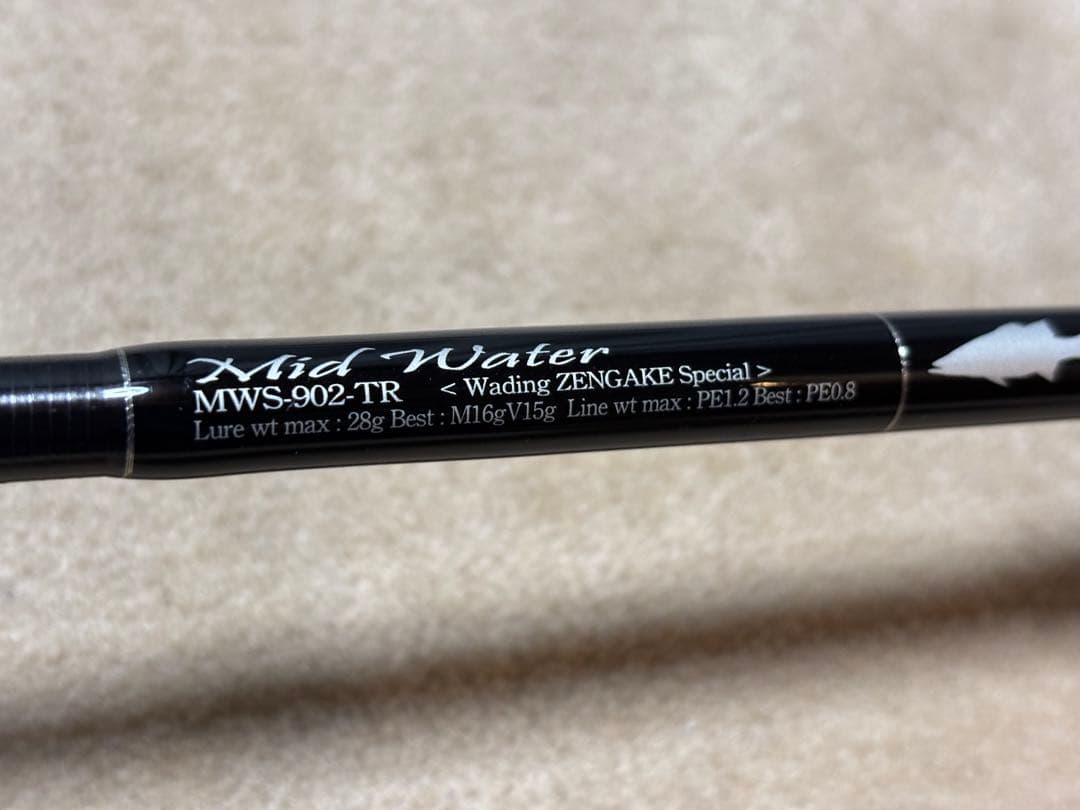 Mid Water
MWS-902-TR < Wading ZENGAKE Special >
Lure wt max : 28g Best : M16gV15g Line wt max : PE1.2 Best : PE0.8